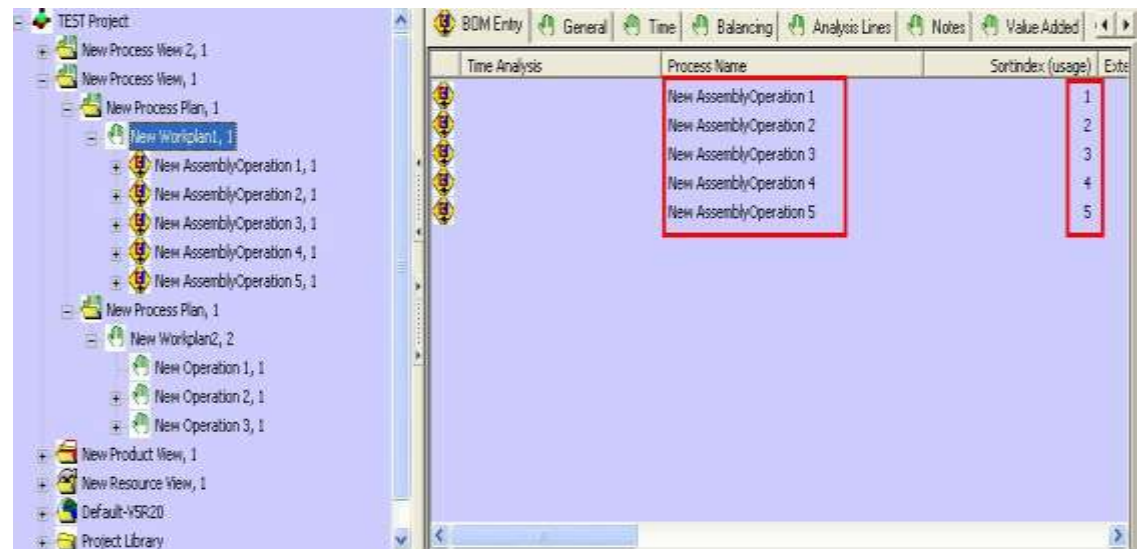 TEST Project
New Process View 2, 1
New Process View, 1
New Process Plan, 1
New Workplan1, 1
New AssemblyOperation 1, 1
New AssemblyOperation 2, 1
New AssemblyOperation 3, 1
New AssemblyOperation 4, 1
New AssemblyOperation 5, 1
New Process Plan, 1
New Workplan2, 2
New Operation 1, 1
New Operation 2, 1
New Operation 3, 1
New Product View, 1
New Resource View, 1
Default-V5R20
Project Library
BOM Entry General Time Balancing Analysis Lines Notes Value Added
Time Analysis Process Name Sortindex (usage) Exte
New AssemblyOperation 1 1
New AssemblyOperation 2 2
New AssemblyOperation 3 3
New AssemblyOperation 4 4
New AssemblyOperation 5 5